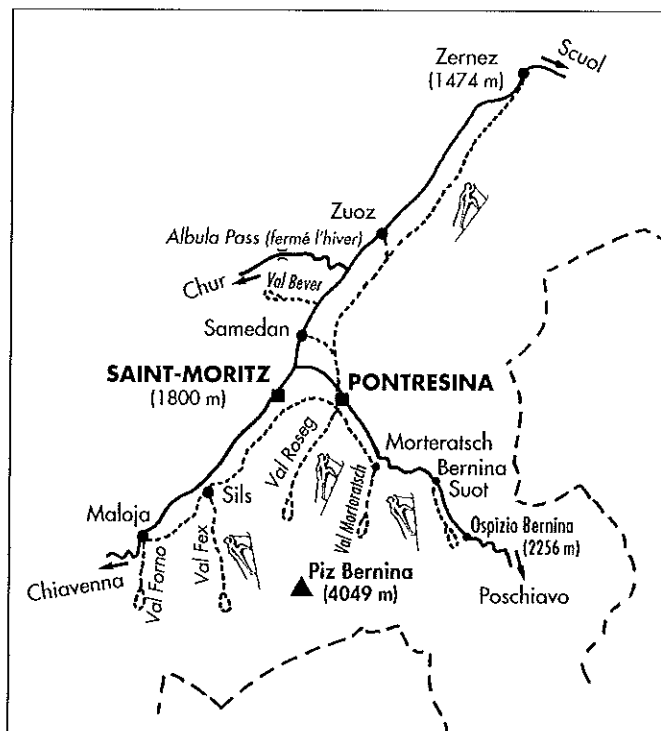 Zernez
(1474 m)
Scuol
Zuoz
Albula Pass (fermé l'hiver)
Chur
Val Bever
Samedan
SAINT-MORITZ
(1800 m)
PONTRESINA
Val Roseg
Morteratsch
Val Morteratsch
Bernina
Suot
Sils
Maloja
Ospizio Bernina
(2256 m)
Chiavenna
Val Forno
Val Fex
Piz Bernina
(4049 m)
Poschiavo